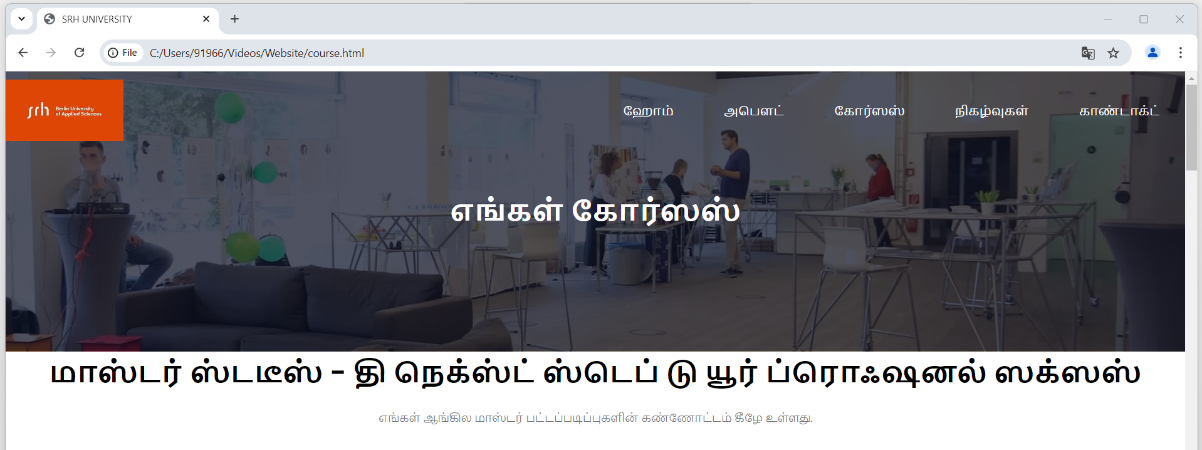 SRH UNIVERSITY
File C:/Users/91966/Videos/Website/course.html
srh Berlin University
of Applied Sciences
ஹோம் அபௌட் கோர்ஸஸ் நிகழ்வுகள் காண்டாக்ட்
எங்கள் கோர்ஸஸ்
மாஸ்டர் ஸ்டடீஸ் – தி நெக்ஸ்ட் ஸ்டெப் டு யூர் ப்ரொஃஷனல் ஸக்ஸஸ்
எங்கள் ஆங்கில மாஸ்டர் பட்டப்படிப்புகளின் கண்ணோட்டம் கீழே உள்ளது.